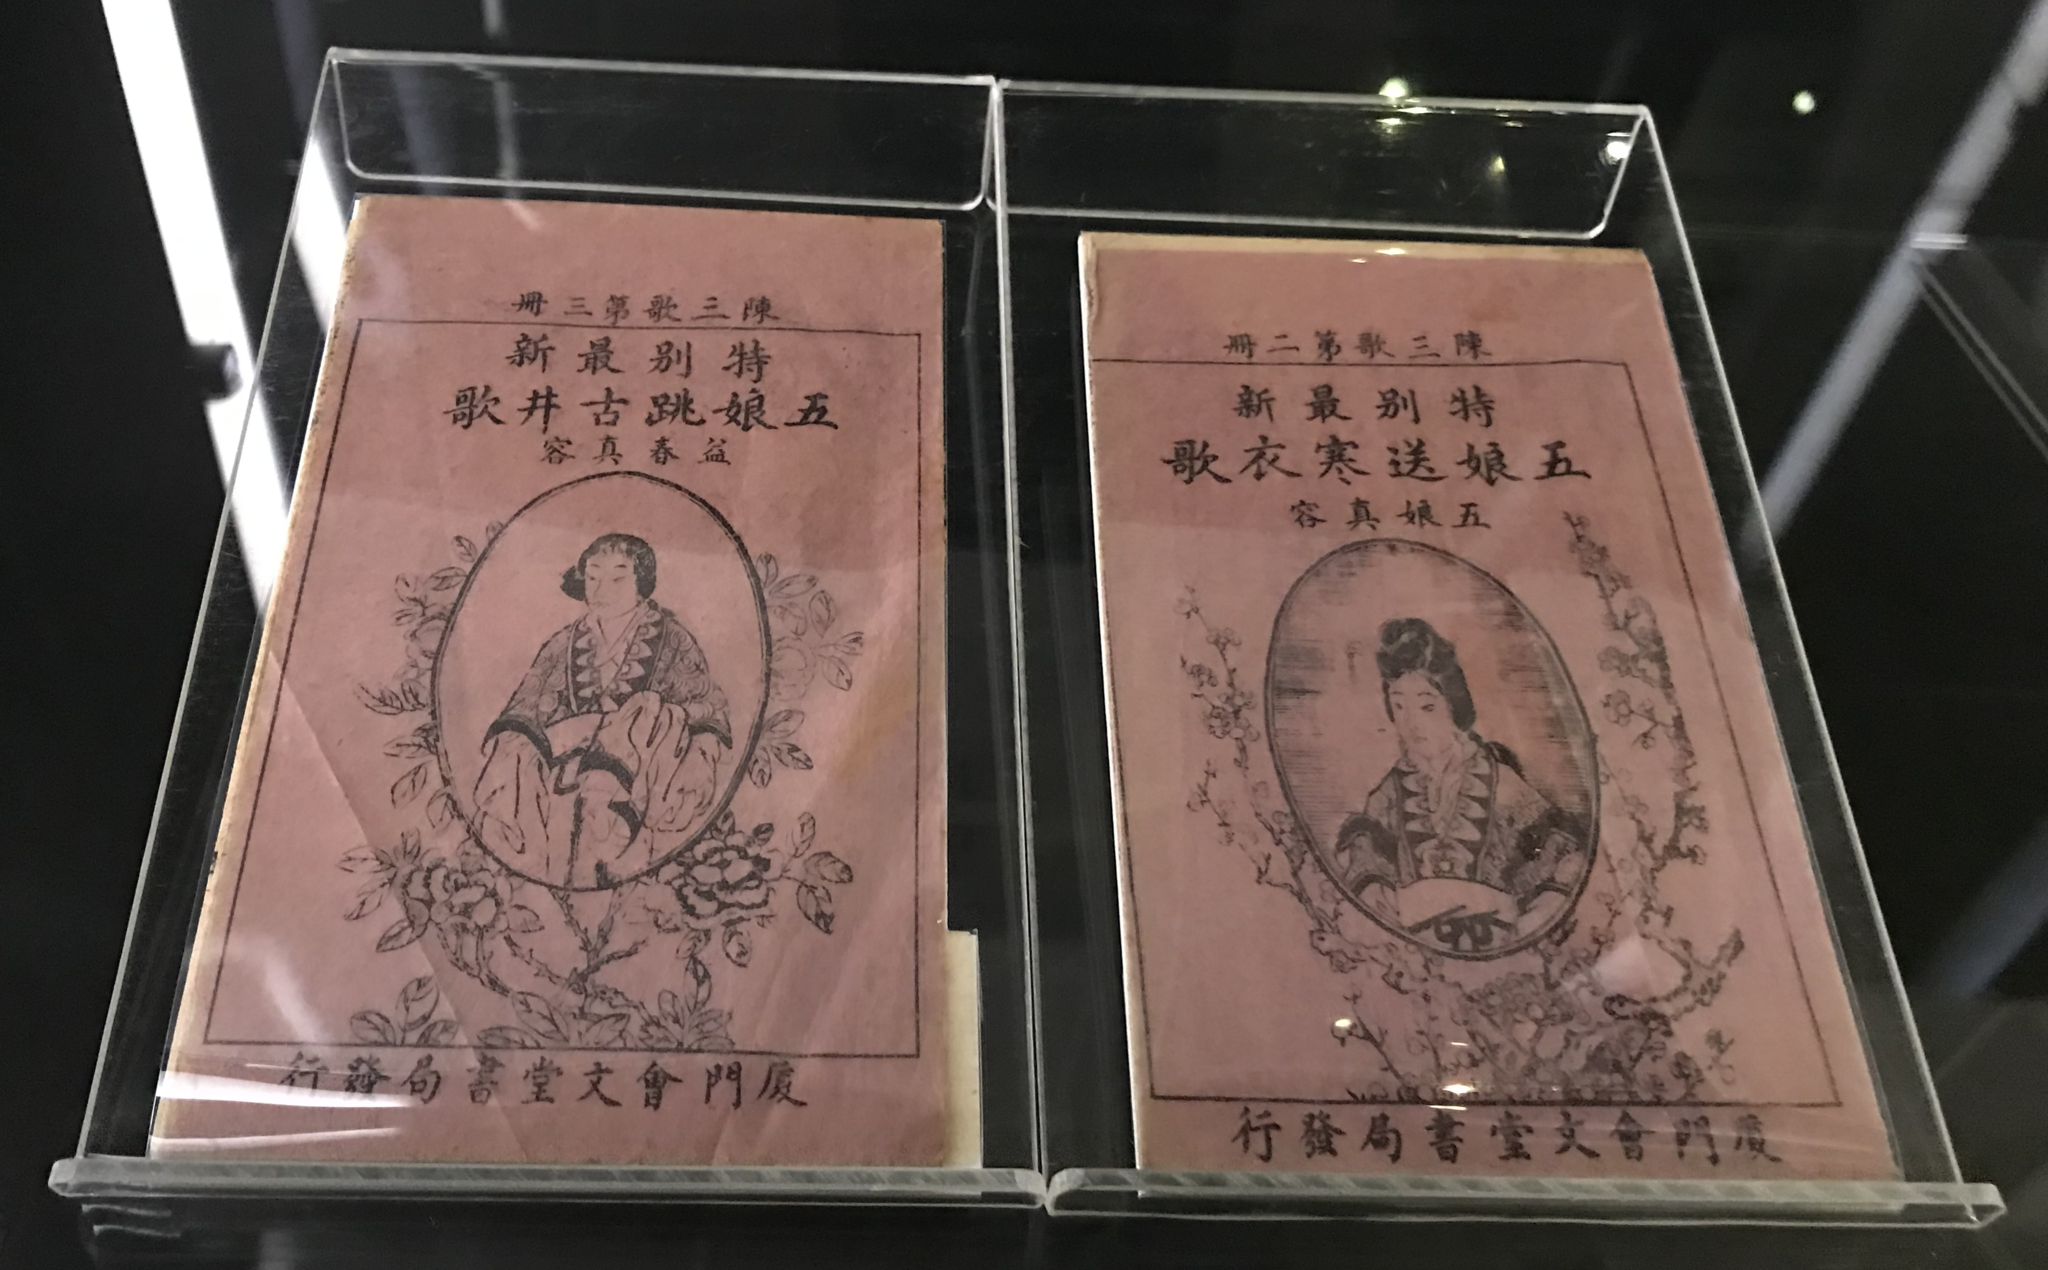 陳三歌第三冊
特別最新
五娘跳古井歌
益春真容
厦門會文堂書局發行
陳三歌第二冊
特別最新
五娘送寒衣歌
五娘真容
厦門會文堂書局發行